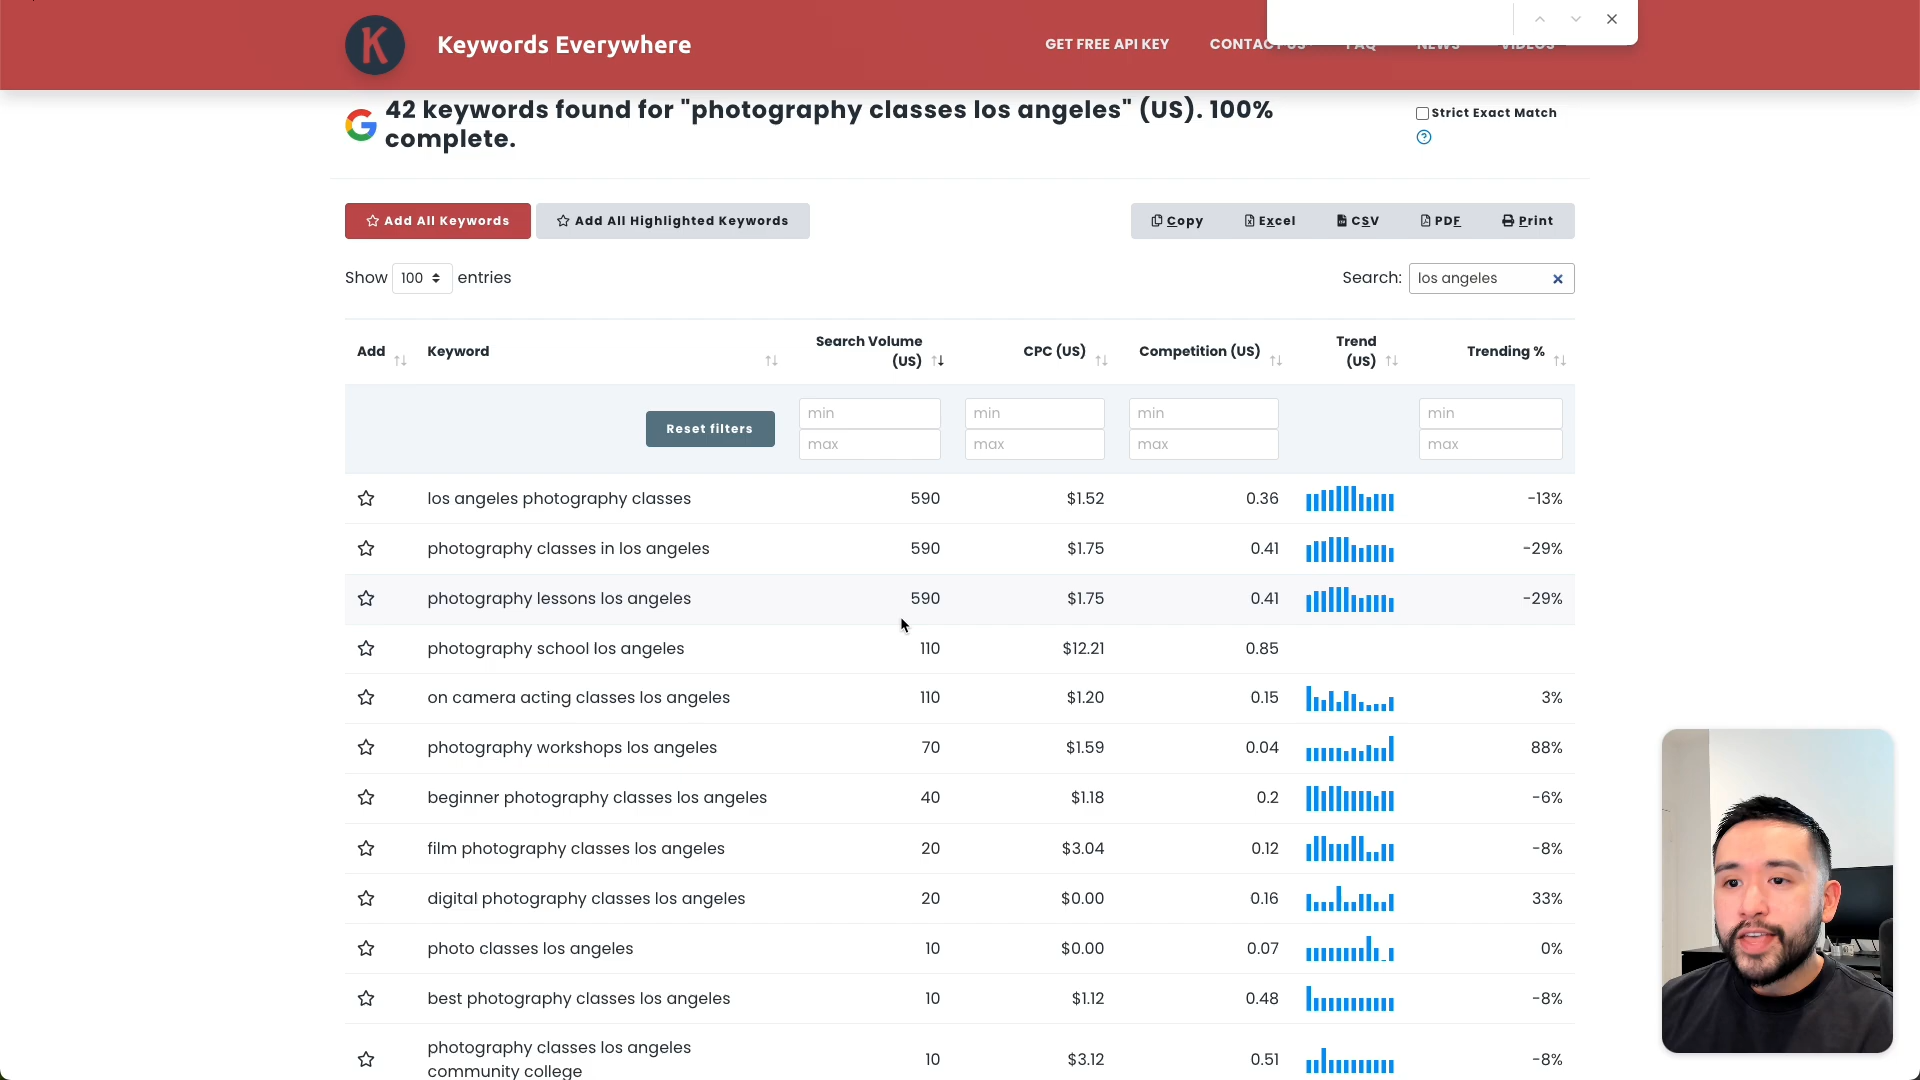 K Keywords Everywhere GET FREE API KEY CONTACT US FAQ NEWS VIDEOS
42 keywords found for "photography classes los angeles" (US). 100%
complete.
Strict Exact Match
Add All Keywords Add All Highlighted Keywords Copy Excel CSV PDF Print
Show 100 entries Search: los angeles
Add Keyword Search Volume (US) CPC (US) Competition (US) Trend (US) Trending %
Reset filters min min min min
max max max max
los angeles photography classes 590 $1.52 0.36 -13%
photography classes in los angeles 590 $1.75 0.41 -29%
photography lessons los angeles 590 $1.75 0.41 -29%
photography school los angeles 110 $12.21 0.85
on camera acting classes los angeles 110 $1.20 0.15 3%
photography workshops los angeles 70 $1.59 0.04 88%
beginner photography classes los angeles 40 $1.18 0.2 -6%
film photography classes los angeles 20 $3.04 0.12 -8%
digital photography classes los angeles 20 $0.00 0.16 33%
photo classes los angeles 10 $0.00 0.07 0%
best photography classes los angeles 10 $1.12 0.48 -8%
photography classes los angeles
community college 10 $3.12 0.51 -8%